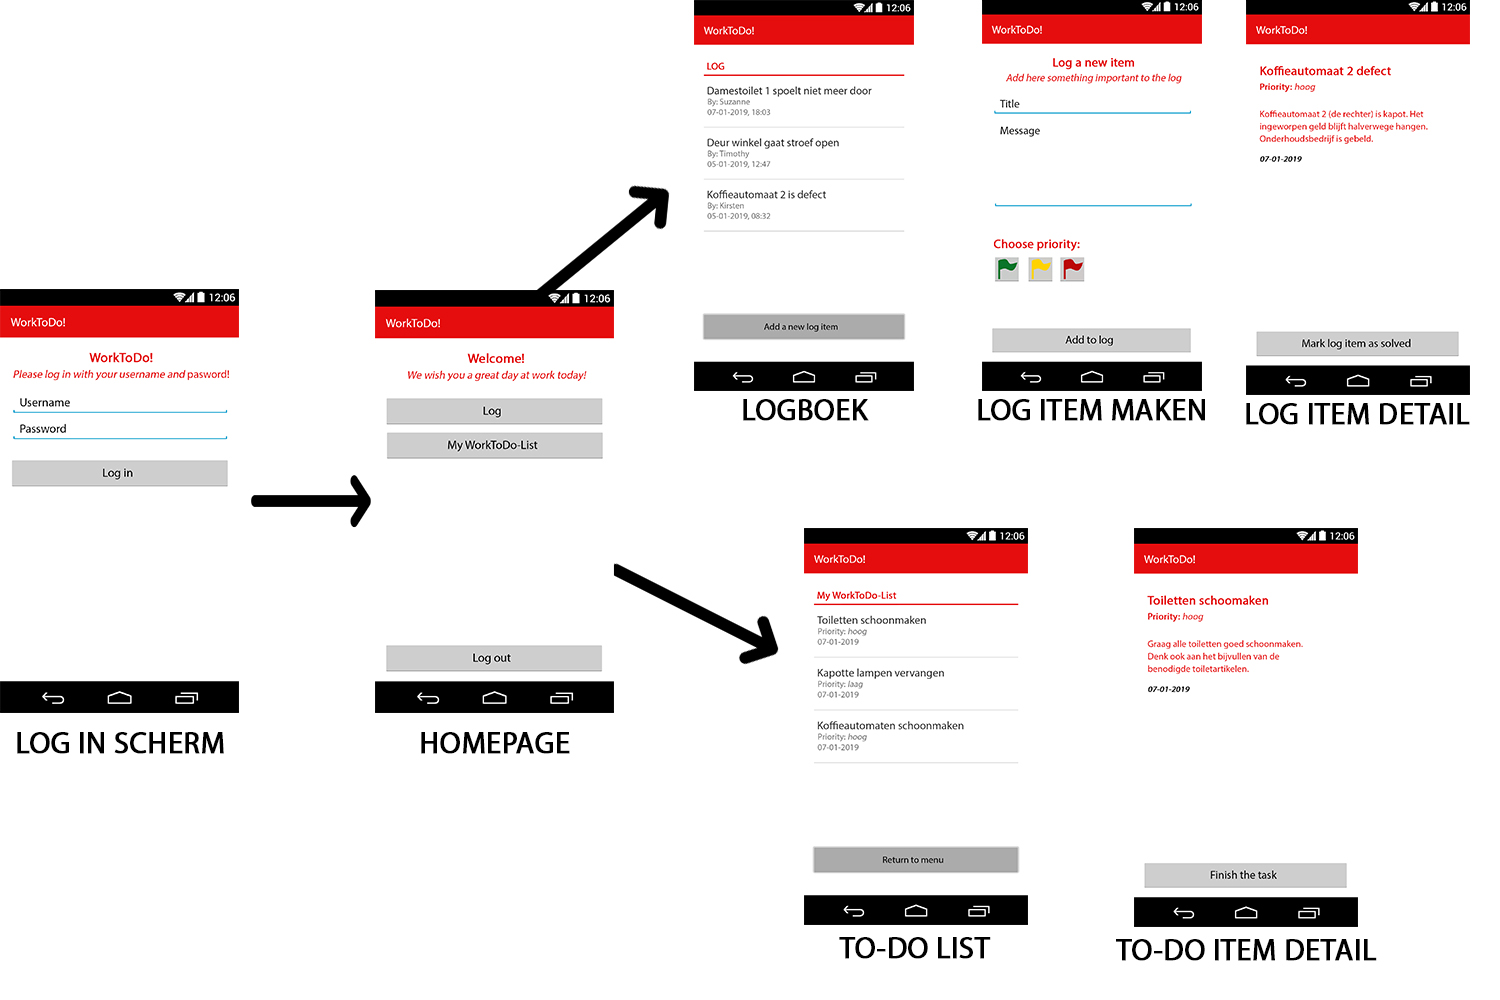 12:06
WorkToDo!
WorkToDo!
Please log in with your username and pasword!
Username
Password
Log in
LOG IN SCHERM
12:06
WorkToDo!
Welcome!
We wish you a great day at work today!
Log
My WorkToDo-List
Log out
HOMEPAGE
12:06
WorkToDo!
LOG
Damestoilet 1 spoelt niet meer door
By: Suzanne
07-01-2019, 18:03
Deur winkel gaat stroef open
By: Timothy
05-01-2019, 12:47
Koffieautomaat 2 is defect
By: Kirsten
05-01-2019, 08:32
Add a new log item
LOGBOEK
12:06
WorkToDo!
Log a new item
Add here something important to the log
Title
Message
Choose priority:
Add to log
LOG ITEM MAKEN
12:06
WorkToDo!
Koffieautomaat 2 defect
Priority: hoog
Koffieautomaat 2 (de rechter) is kapot. Het
ingeworpen geld blijft halverwege hangen.
Onderhoudsbedrijf is gebeld.
07-01-2019
Mark log item as solved
LOG ITEM DETAIL
12:06
WorkToDo!
My WorkToDo-List
Toiletten schoonmaken
Priority: hoog
07-01-2019
Kapotte lampen vervangen
Priority: laag
07-01-2019
Koffieautomaten schoonmaken
Priority: hoog
07-01-2019
Return to menu
TO-DO LIST
12:06
WorkToDo!
Toiletten schoomaken
Priority: hoog
Graag alle toiletten goed schoonmaken.
Denk ook aan het bijvullen van de
benodigde toiletartikelen.
07-01-2019
Finish the task
TO-DO ITEM DETAIL